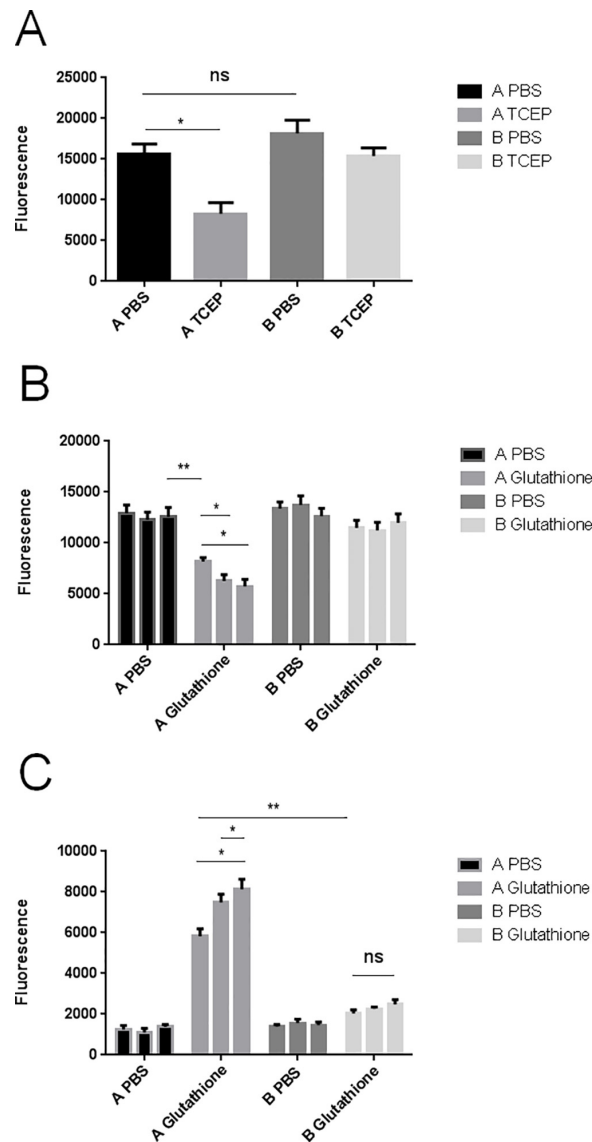 A
25000
20000
15000
10000
5000
0
Fluorescence
ns
*
A PBS
A TCEP
B PBS
B TCEP
A PBS
A TCEP
B PBS
B TCEP
B
20000
15000
10000
5000
0
Fluorescence
**
*
*
A PBS
A Glutathione
B PBS
B Glutathione
A PBS
A Glutathione
B PBS
B Glutathione
C
10000
8000
6000
4000
2000
0
Fluorescence
**
*
*
ns
A PBS
A Glutathione
B PBS
B Glutathione
A PBS
A Glutathione
B PBS
B Glutathione